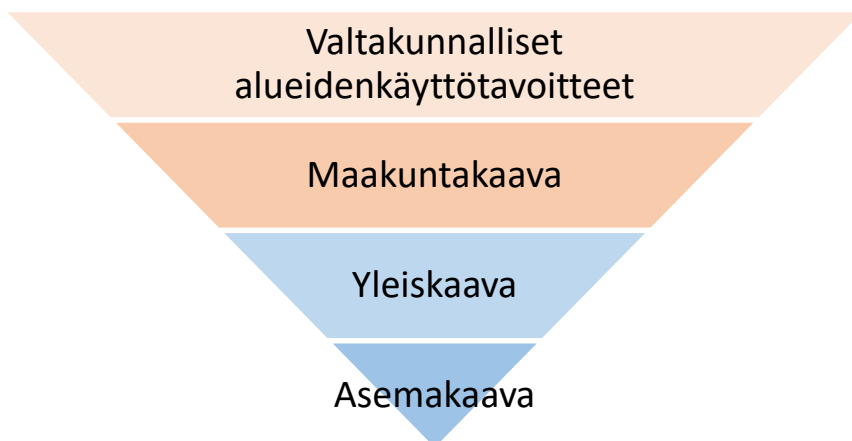 Valtakunnalliset
alueidenkäyttötavoitteet
Maakuntakaava
Yleiskaava
Asemakaava